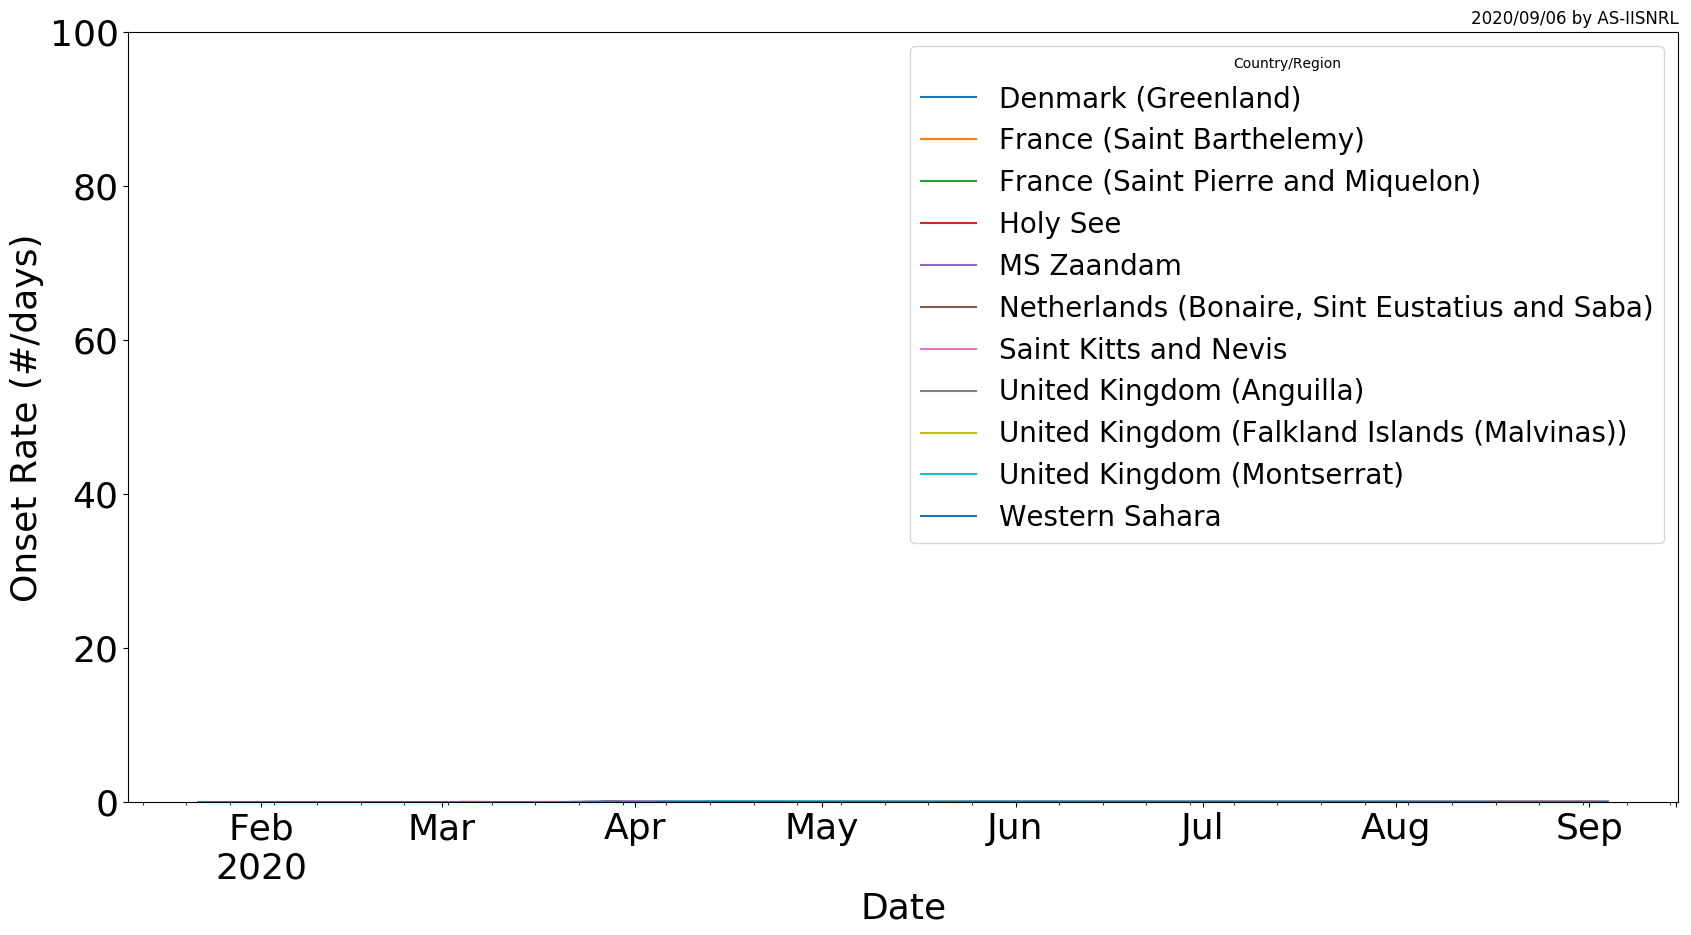 2020/09/06 by AS-IISNRL
100
80
60
40
20
0
Onset Rate (#/days)
Country/Region
Denmark (Greenland)
France (Saint Barthelemy)
France (Saint Pierre and Miquelon)
Holy See
MS Zaandam
Netherlands (Bonaire, Sint Eustatius and Saba)
Saint Kitts and Nevis
United Kingdom (Anguilla)
United Kingdom (Falkland Islands (Malvinas))
United Kingdom (Montserrat)
Western Sahara
Feb Mar Apr May Jun Jul Aug Sep
2020
Date